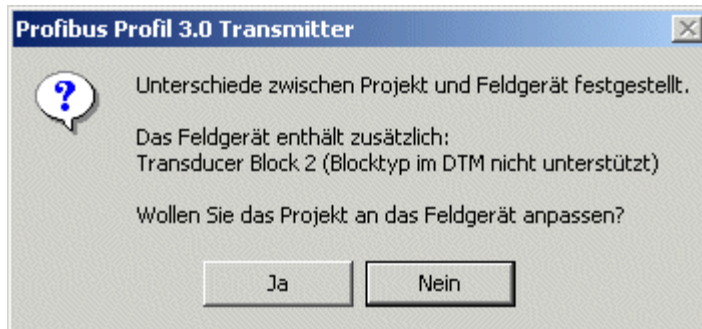 Profibus Profil 3.0 Transmitter
Unterschiede zwischen Projekt und Feldgerät festgestellt.
Das Feldgerät enthält zusätzlich:
Transducer Block 2 (Blocktyp im DTM nicht unterstützt)
Wollen Sie das Projekt an das Feldgerät anpassen?
Ja
Nein